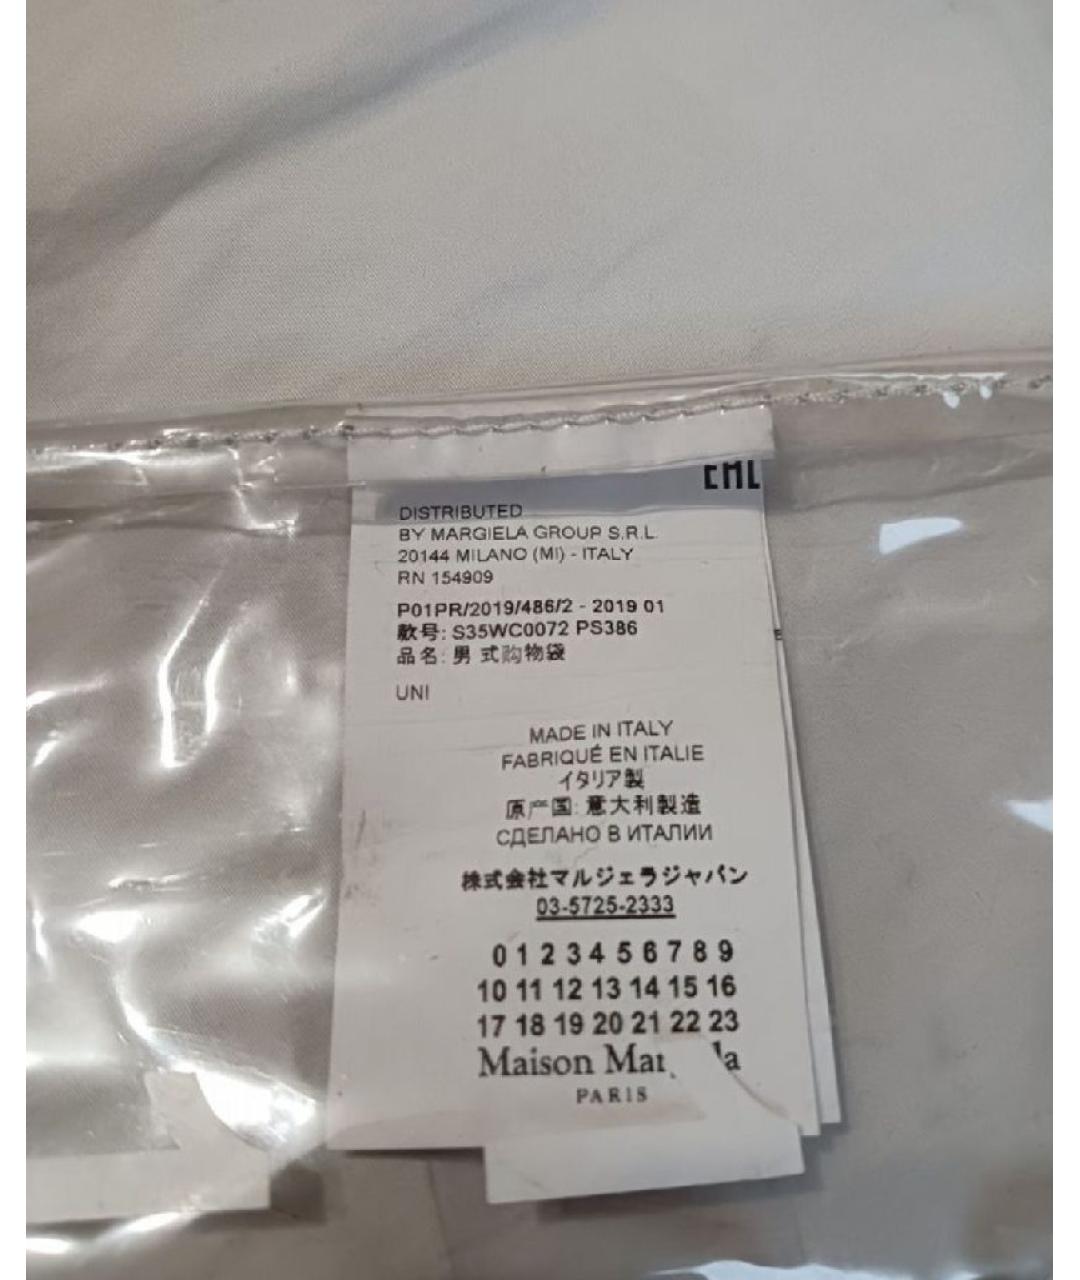 EAC
DISTRIBUTED
BY MARGIELA GROUP S.R.L.
20144 MILANO (MI) - ITALY
RN 154909
P01PR/2019/486/2 - 2019 01
款号: S35WC0072 PS386
品名: 男 式购物袋
UNI
MADE IN ITALY
FABRIQUÉ EN ITALIE
イタリア製
原产国: 意大利製造
СДЕЛАНО В ИТАЛИИ
株式会社マルジェラジャパン
03-5725-2333
0 1 2 3 4 5 6 7 8 9
10 11 12 13 14 15 16
17 18 19 20 21 22 23
Maison
PARIS